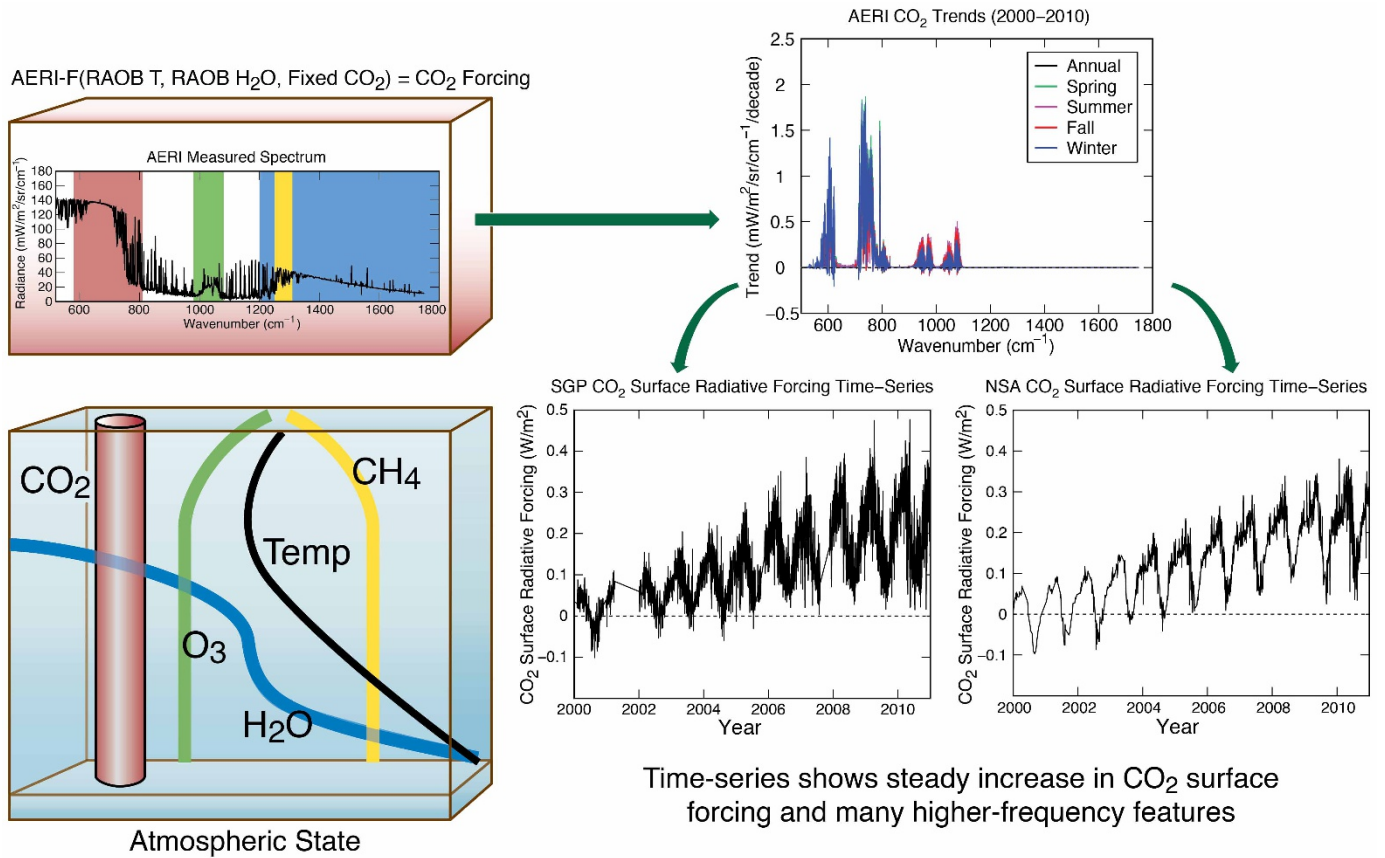 AERI-F(RAOB T, RAOB H2O, Fixed CO2) = CO2 Forcing
AERI Measured Spectrum
Radiance (mW/m²/sr/cm⁻¹)
180
160
140
120
100
80
60
40
20
0
600 800 1000 1200 1400 1600 1800
Wavenumber (cm⁻¹)
AERI CO2 Trends (2000−2010)
Trend (mW/m²/sr/cm⁻¹/decade)
2.5
2
1.5
1
0.5
0
−0.5
Annual
Spring
Summer
Fall
Winter
600 800 1000 1200 1400 1600 1800
Wavenumber (cm⁻¹)
CO2
O3
H2O
Temp
CH4
Atmospheric State
SGP CO2 Surface Radiative Forcing Time−Series
CO2 Surface Radiative Forcing (W/m²)
0.5
0.4
0.3
0.2
0.1
0
−0.1
2000 2002 2004 2006 2008 2010
Year
NSA CO2 Surface Radiative Forcing Time−Series
CO2 Surface Radiative Forcing (W/m²)
0.5
0.4
0.3
0.2
0.1
0
−0.1
2000 2002 2004 2006 2008 2010
Year
Time-series shows steady increase in CO2 surface
forcing and many higher-frequency features